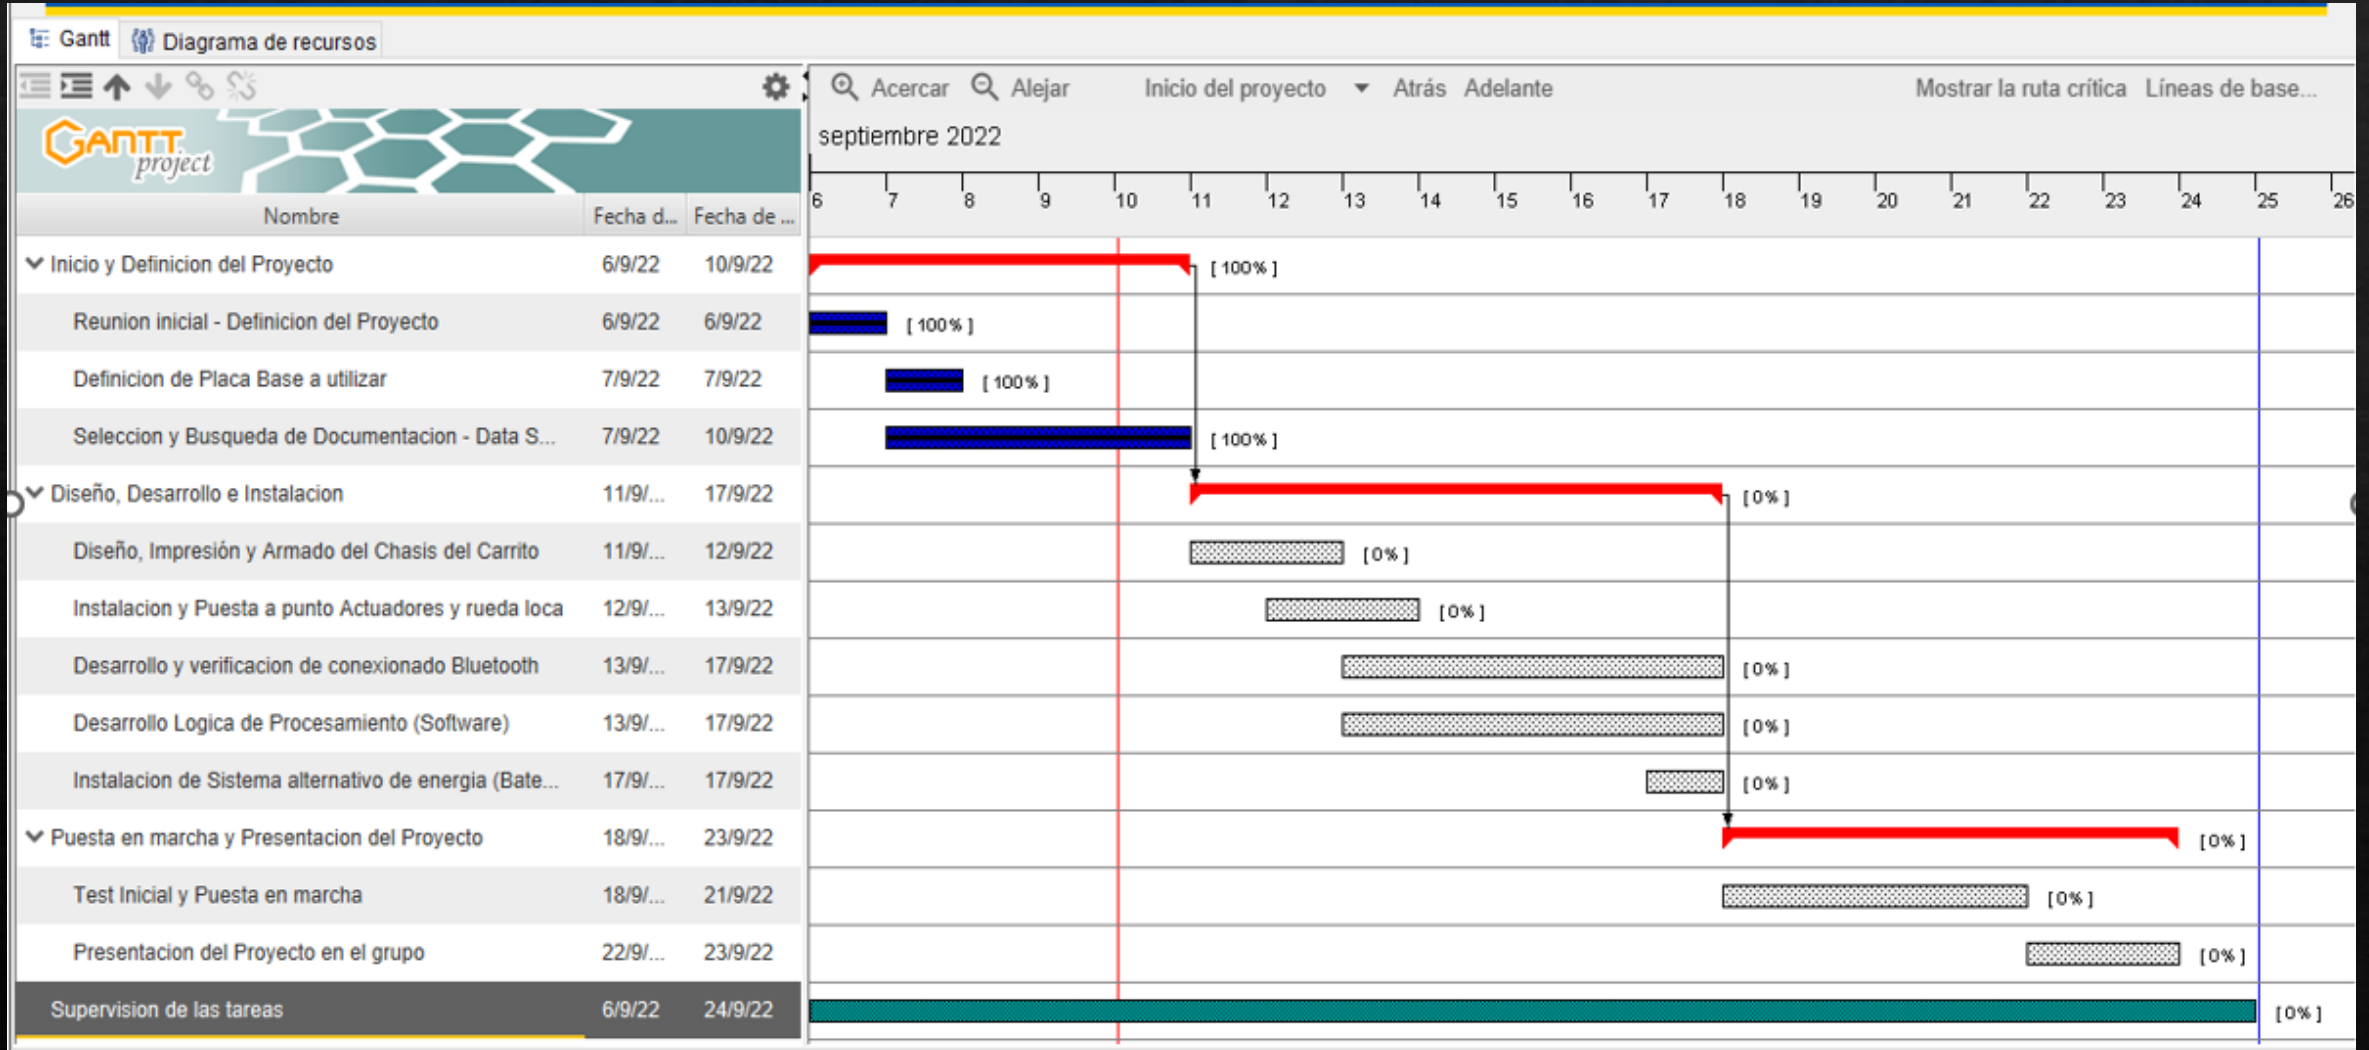 Gantt Diagrama de recursos
Acercar Alejar Inicio del proyecto Atrás Adelante Mostrar la ruta crítica Líneas de base...
GANTT project
septiembre 2022
6 7 8 9 10 11 12 13 14 15 16 17 18 19 20 21 22 23 24 25 26
Nombre Fecha d... Fecha de ...
Inicio y Definicion del Proyecto 6/9/22 10/9/22 [ 100% ]
Reunion inicial - Definicion del Proyecto 6/9/22 6/9/22 [ 100% ]
Definicion de Placa Base a utilizar 7/9/22 7/9/22 [ 100% ]
Seleccion y Busqueda de Documentacion - Data S... 7/9/22 10/9/22 [ 100% ]
Diseño, Desarrollo e Instalacion 11/9/... 17/9/22 [ 0% ]
Diseño, Impresión y Armado del Chasis del Carrito 11/9/... 12/9/22 [ 0% ]
Instalacion y Puesta a punto Actuadores y rueda loca 12/9/... 13/9/22 [ 0% ]
Desarrollo y verificacion de conexionado Bluetooth 13/9/... 17/9/22 [ 0% ]
Desarrollo Logica de Procesamiento (Software) 13/9/... 17/9/22 [ 0% ]
Instalacion de Sistema alternativo de energia (Bate... 17/9/... 17/9/22 [ 0% ]
Puesta en marcha y Presentacion del Proyecto 18/9/... 23/9/22 [ 0% ]
Test Inicial y Puesta en marcha 18/9/... 21/9/22 [ 0% ]
Presentacion del Proyecto en el grupo 22/9/... 23/9/22 [ 0% ]
Supervision de las tareas 6/9/22 24/9/22 [ 0% ]